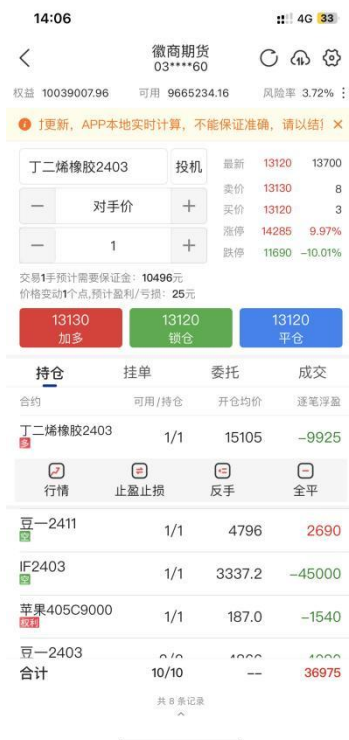 14:06
4G 33
徽商期货
03****60
权益 10039007.96 可用 9665234.16 风险率 3.72%
更新，APP本地实时计算，不能保证准确，请以结
丁二烯橡胶2403 投机 最新 13120 13700
卖价 13130 8
对手价 买价 13120 3
涨停 14285 9.97%
1 跌停 11690 -10.01%
交易1手预计需要保证金：10496元
价格变动1个点,预计盈利/亏损：25元
13130 13120 13120
加多 锁仓 平仓
持仓 挂单 委托 成交
合约 可用/持仓 开仓均价 逐笔浮盈
丁二烯橡胶2403 1/1 15105 -9925
多
行情 止盈止损 反手 全平
豆一2411 1/1 4796 2690
空
IF2403 1/1 3337.2 -45000
空
苹果405C9000 1/1 187.0 -1540
权利
豆一2403
合计 10/10 -- 36975
共 8 条记录